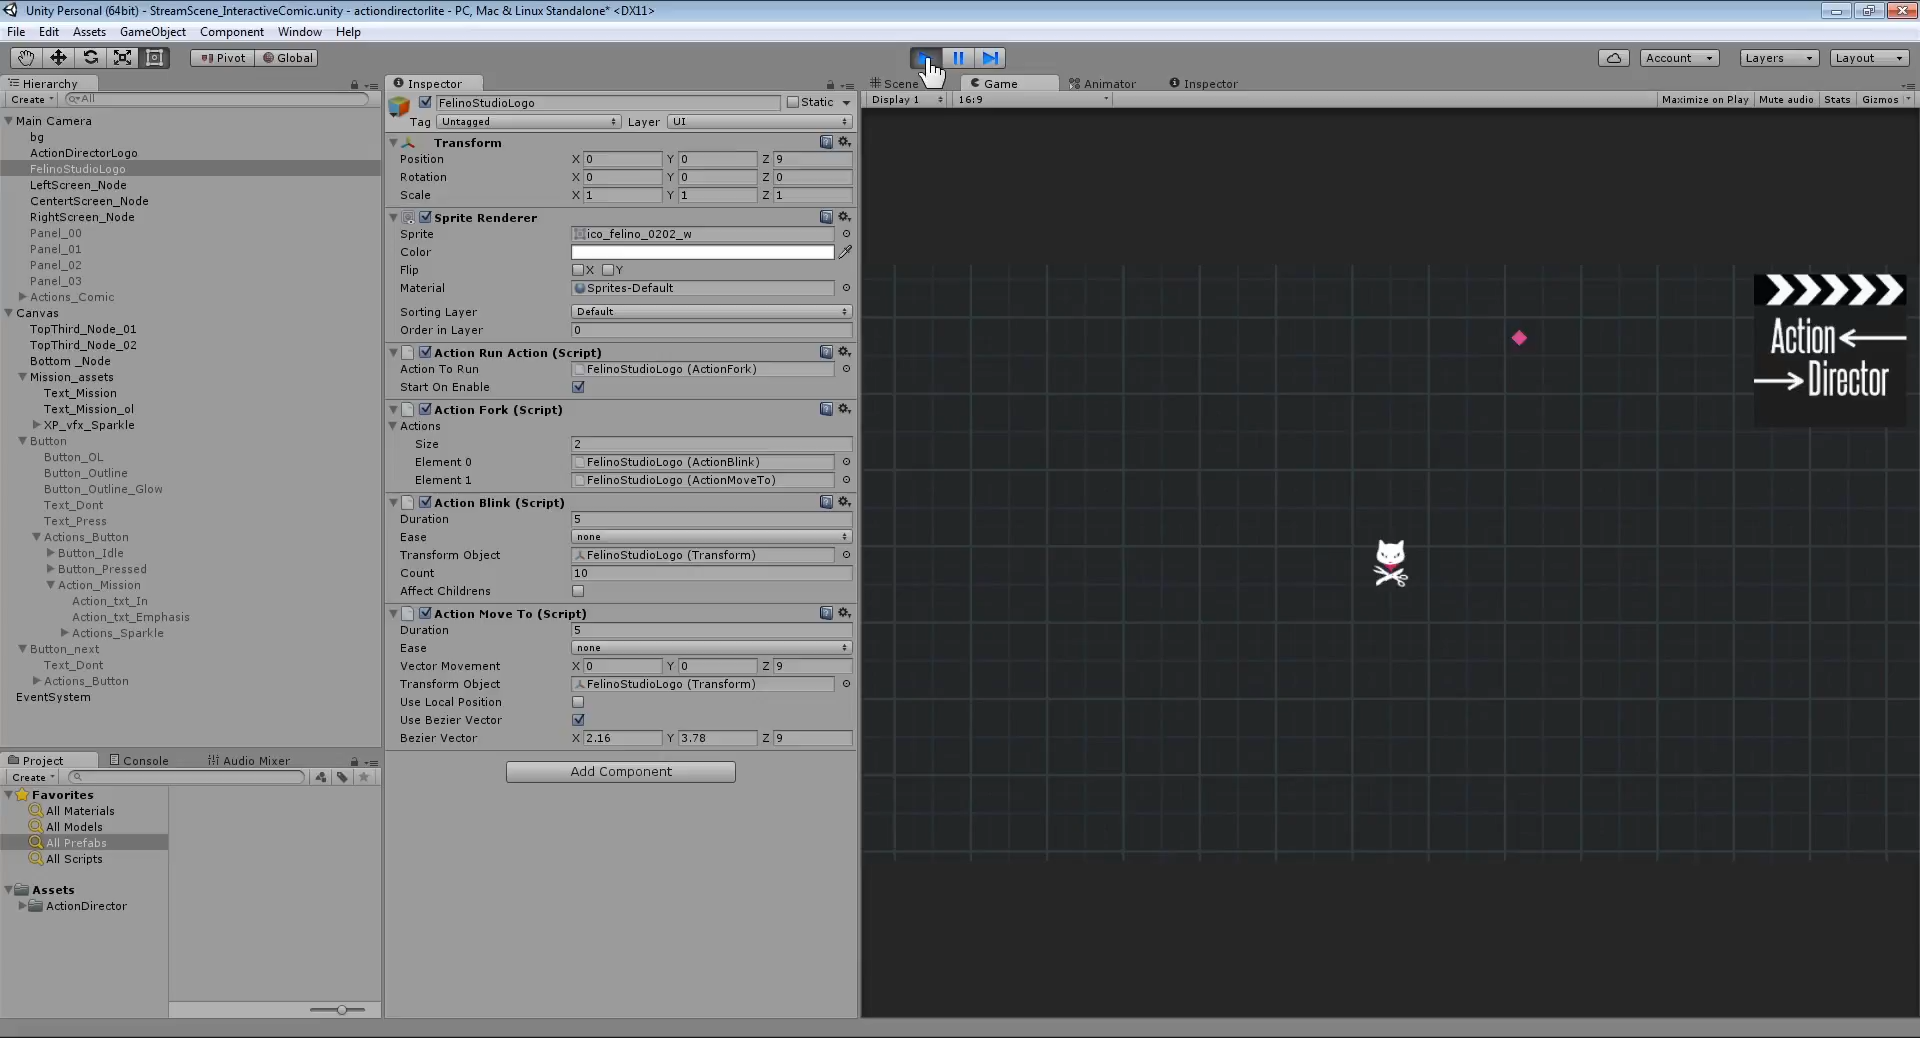 Unity Personal (64bit) - StreamScene_InteractiveComic.unity - actiondirectorlite - PC, Mac & Linux Standalone* <DX11>
File Edit Assets GameObject Component Window Help
Pivot Global Account Layers Layout
Hierarchy
Create All
Main Camera
bg
ActionDirectorLogo
FelinoStudioLogo
LeftScreen_Node
CentertScreen_Node
RightScreen_Node
Panel_00
Panel_01
Panel_02
Panel_03
Actions_Comic
Canvas
TopThird_Node_01
TopThird_Node_02
Bottom _Node
Mission_assets
Text_Mission
Text_Mission_ol
XP_vfx_Sparkle
Button
Button_OL
Button_Outline
Button_Outline_Glow
Text_Dont
Text_Press
Actions_Button
Button_Idle
Button_Pressed
Action_Mission
Action_txt_In
Action_txt_Emphasis
Actions_Sparkle
Button_next
Text_Dont
Actions_Button
EventSystem
Project Console Audio Mixer
Create
Favorites
All Materials
All Models
All Prefabs
All Scripts
Assets
ActionDirector
Inspector
FelinoStudioLogo Static
Tag Untagged Layer UI
Transform
Position X 0 Y 0 Z 9
Rotation X 0 Y 0 Z 0
Scale X 1 Y 1 Z 1
Sprite Renderer
Sprite ico_felino_0202_w
Color
Flip X Y
Material Sprites-Default
Sorting Layer Default
Order in Layer 0
Action Run Action (Script)
Action To Run FelinoStudioLogo (ActionFork)
Start On Enable
Action Fork (Script)
Actions
Size 2
Element 0 FelinoStudioLogo (ActionBlink)
Element 1 FelinoStudioLogo (ActionMoveTo)
Action Blink (Script)
Duration 5
Ease none
Transform Object FelinoStudioLogo (Transform)
Count 10
Affect Childrens
Action Move To (Script)
Duration 5
Ease none
Vector Movement X 0 Y 0 Z 9
Transform Object FelinoStudioLogo (Transform)
Use Local Position
Use Bezier Vector
Bezier Vector X 2.16 Y 3.78 Z 9
Add Component
Scene Game Animator Inspector
Display 1 16:9 Maximize on Play Mute audio Stats Gizmos
Action
Director